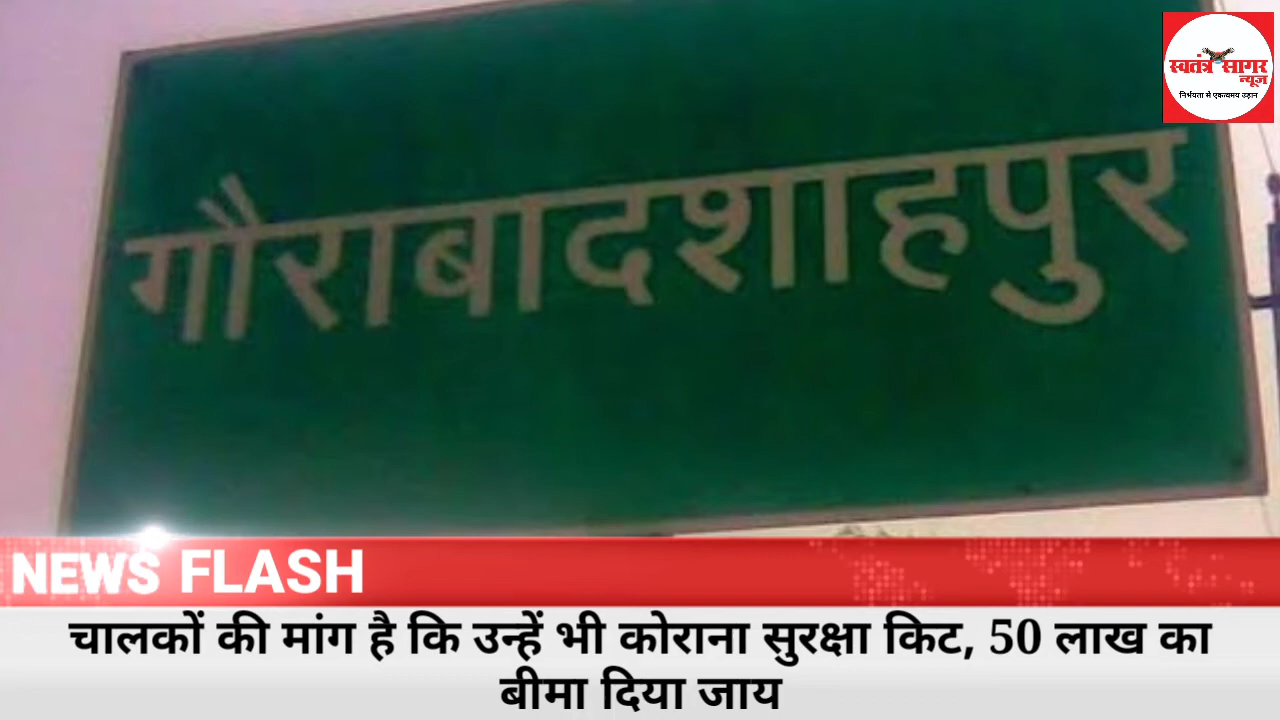 स्वतंत्र सागर
न्यूज
गौराबादशाहपुर
NEWS FLASH
चालकों की मांग है कि उन्हें भी कोराना सुरक्षा किट, 50 लाख का
बीमा दिया जाय